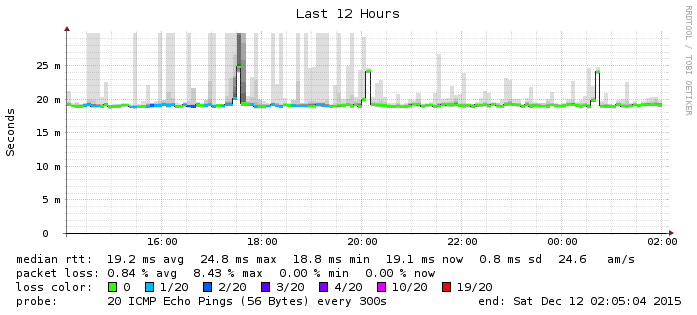 Last 12 Hours
RRDTOOL / TOBI OETIKER
Seconds
25 m
20 m
15 m
10 m
5 m
0
16:00 18:00 20:00 22:00 00:00 02:00
median rtt: 19.2 ms avg 24.8 ms max 18.8 ms min 19.1 ms now 0.8 ms sd 24.6 am/s
packet loss: 0.84 % avg 8.43 % max 0.00 % min 0.00 % now
loss color: 0 1/20 2/20 3/20 4/20 10/20 19/20
probe: 20 ICMP Echo Pings (56 Bytes) every 300s end: Sat Dec 12 02:05:04 2015